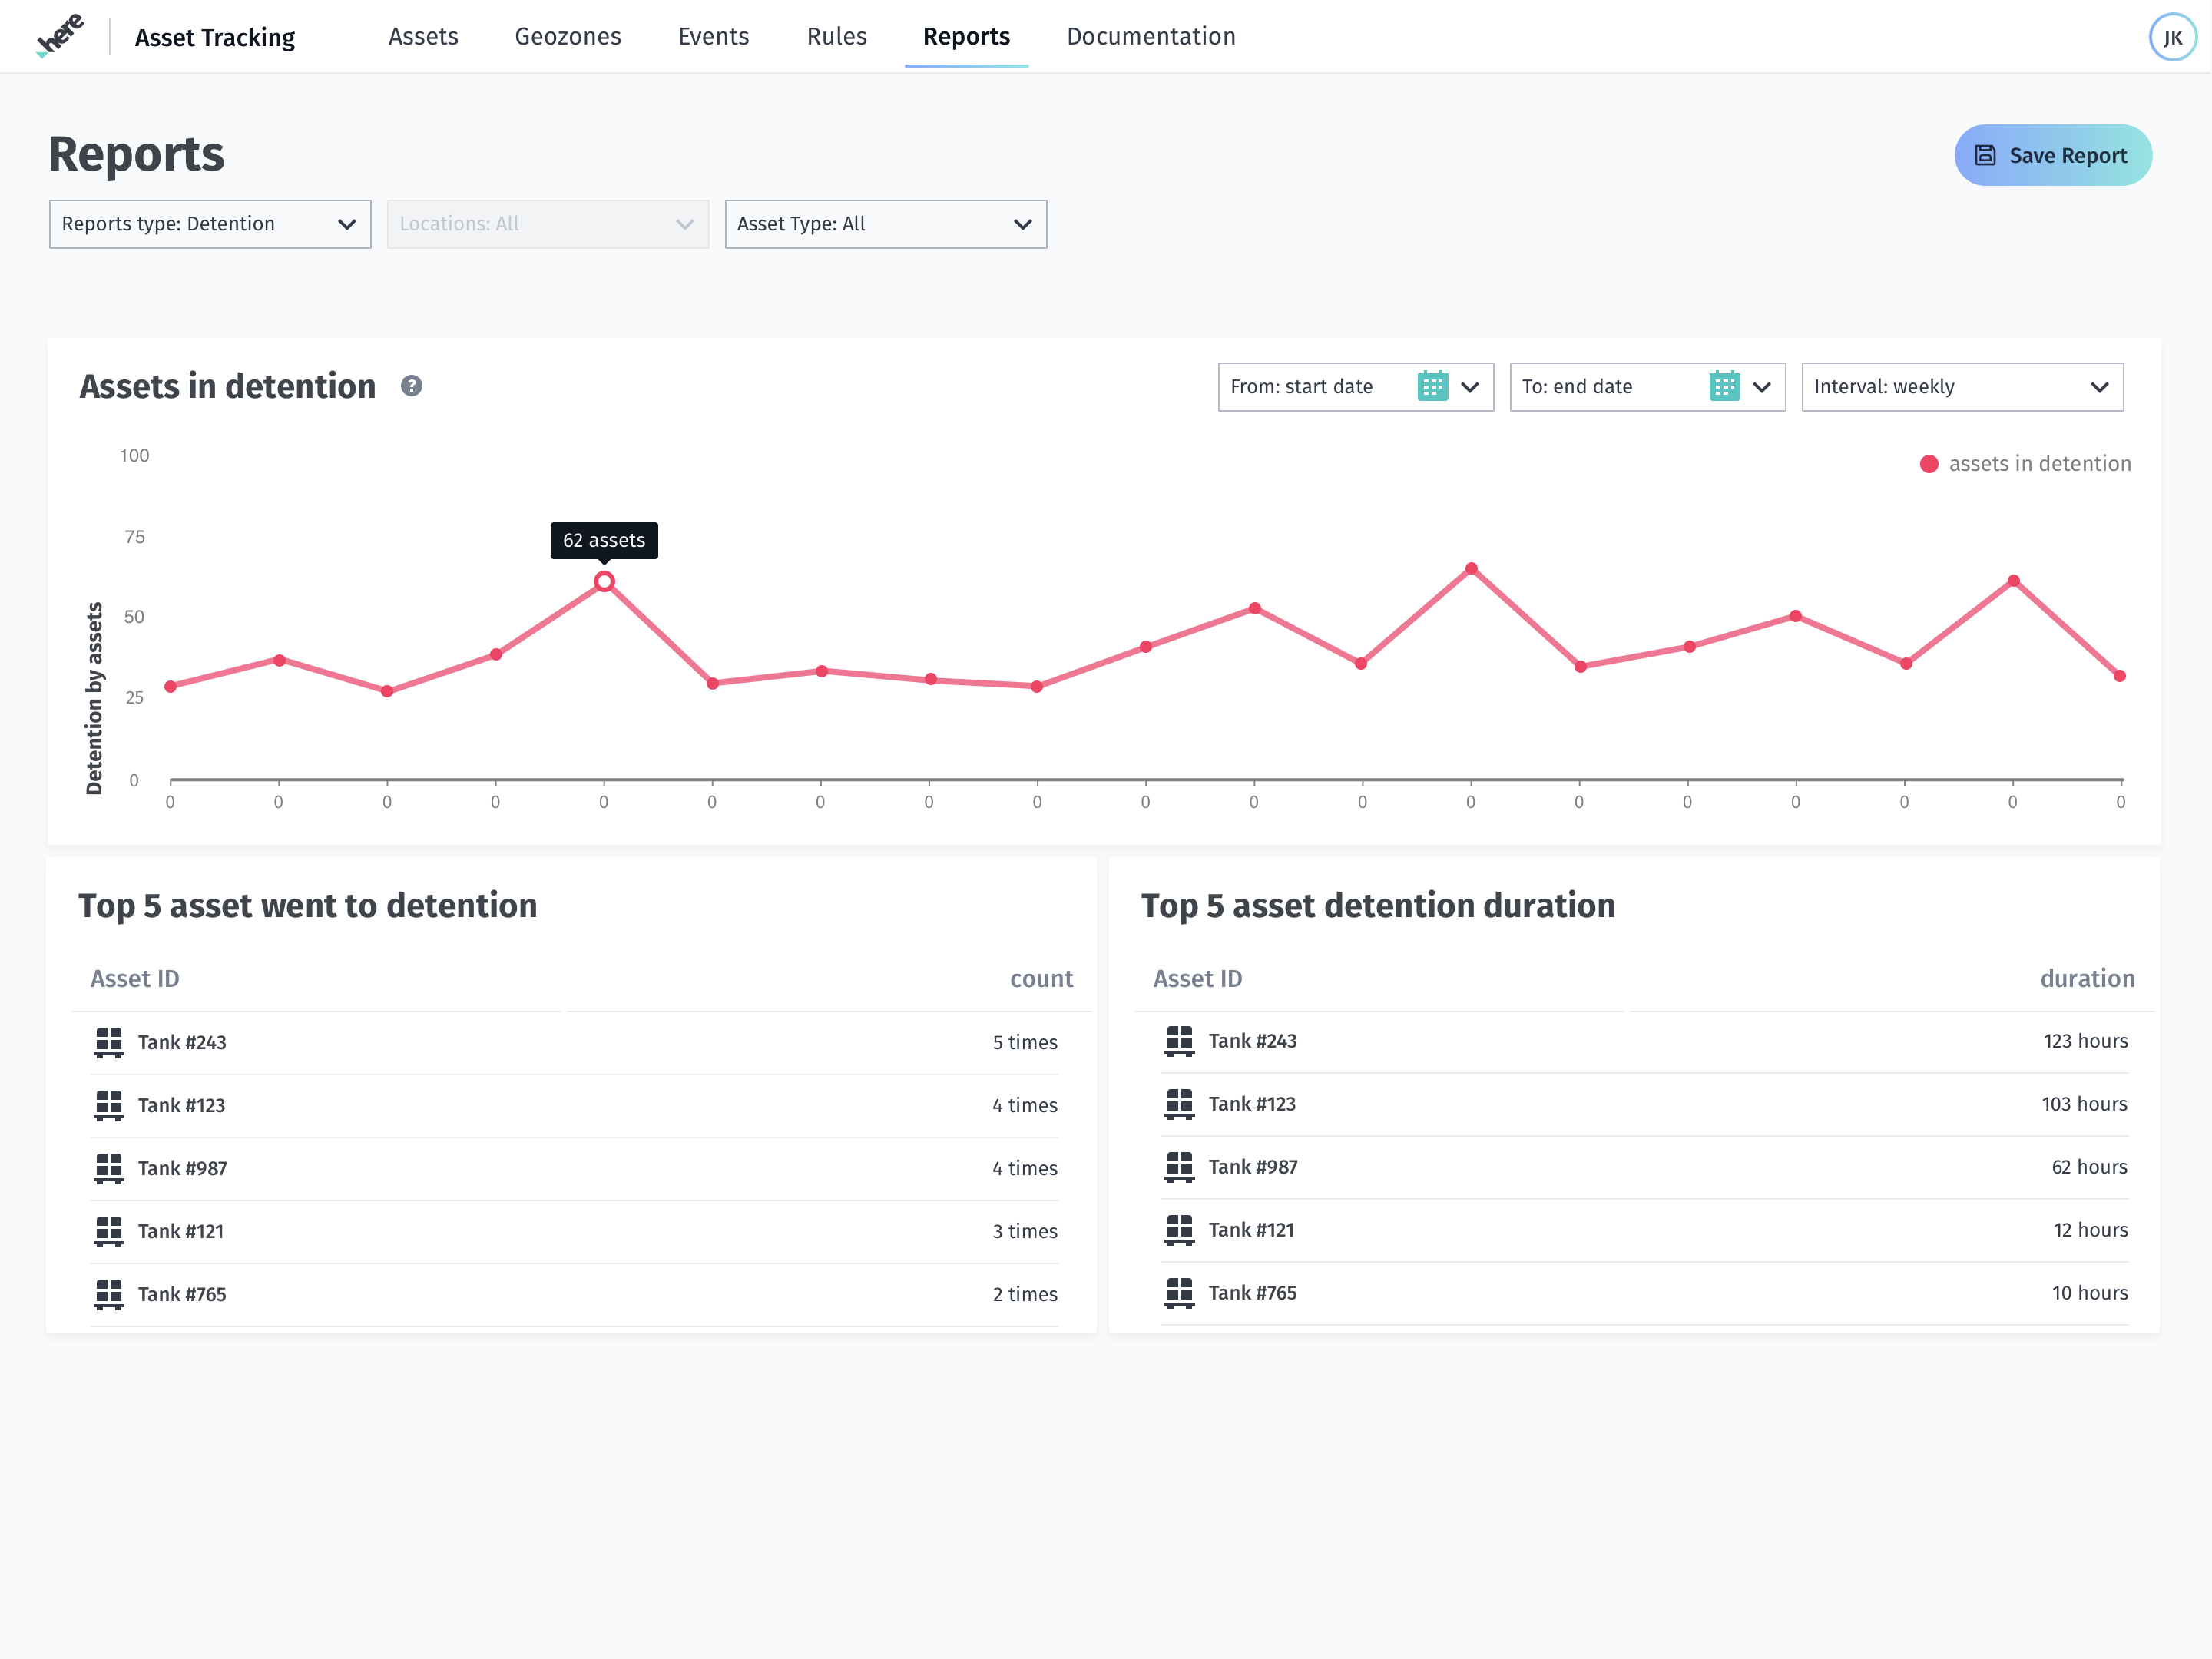 here Asset Tracking Assets Geozones Events Rules Reports Documentation JK
Reports
Save Report
Reports type: Detention Locations: All Asset Type: All
Assets in detention ? From: start date To: end date Interval: weekly
100
assets in detention
75
62 assets
50
Detention by assets
25
0
0 0 0 0 0 0 0 0 0 0 0 0 0 0 0 0 0 0 0
Top 5 asset went to detention
Asset ID count
Tank #243 5 times
Tank #123 4 times
Tank #987 4 times
Tank #121 3 times
Tank #765 2 times
Top 5 asset detention duration
Asset ID duration
Tank #243 123 hours
Tank #123 103 hours
Tank #987 62 hours
Tank #121 12 hours
Tank #765 10 hours